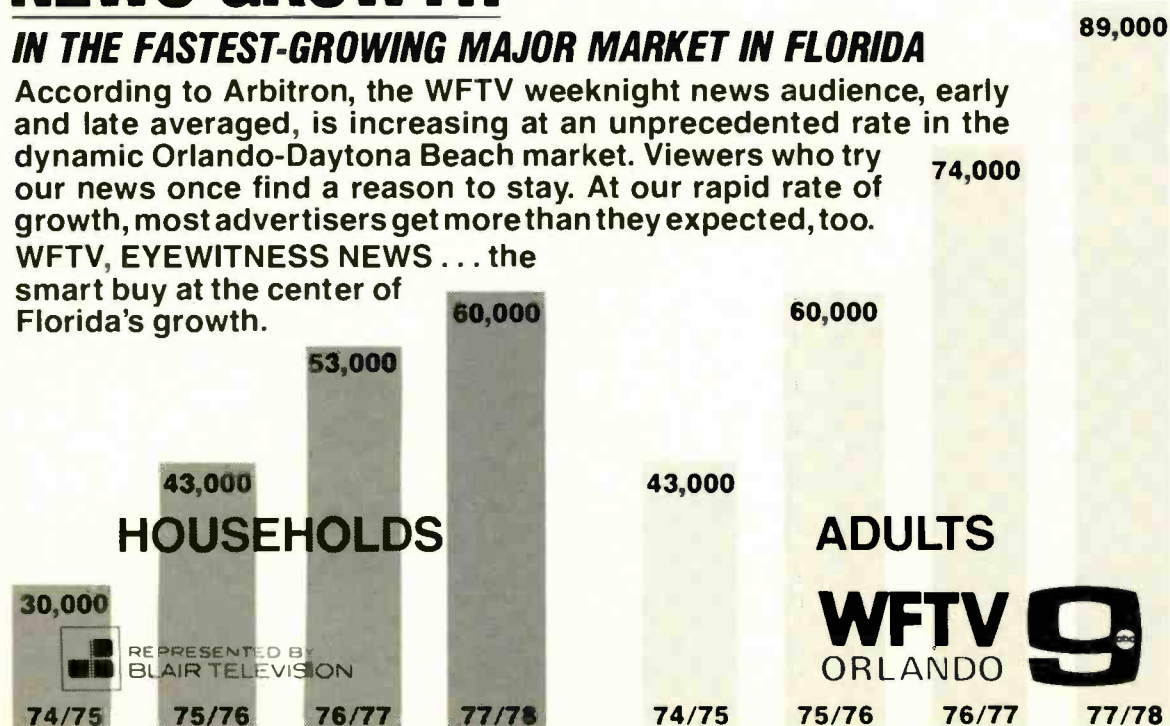 NEWS GROWTH
IN THE FASTEST-GROWING MAJOR MARKET IN FLORIDA
According to Arbitron, the WFTV weeknight news audience, early
and late averaged, is increasing at an unprecedented rate in the
dynamic Orlando-Daytona Beach market. Viewers who try
our news once find a reason to stay. At our rapid rate of
growth, most advertisers get more than they expected, too.
WFTV, EYEWITNESS NEWS ... the
smart buy at the center of
Florida's growth.
30,000
43,000
53,000
60,000
HOUSEHOLDS
74/75 75/76 76/77 77/78
REPRESENTED BY
BLAIR TELEVISION
43,000
60,000
74,000
89,000
ADULTS
WFTV 9
abc
ORLANDO
74/75 75/76 76/77 77/78